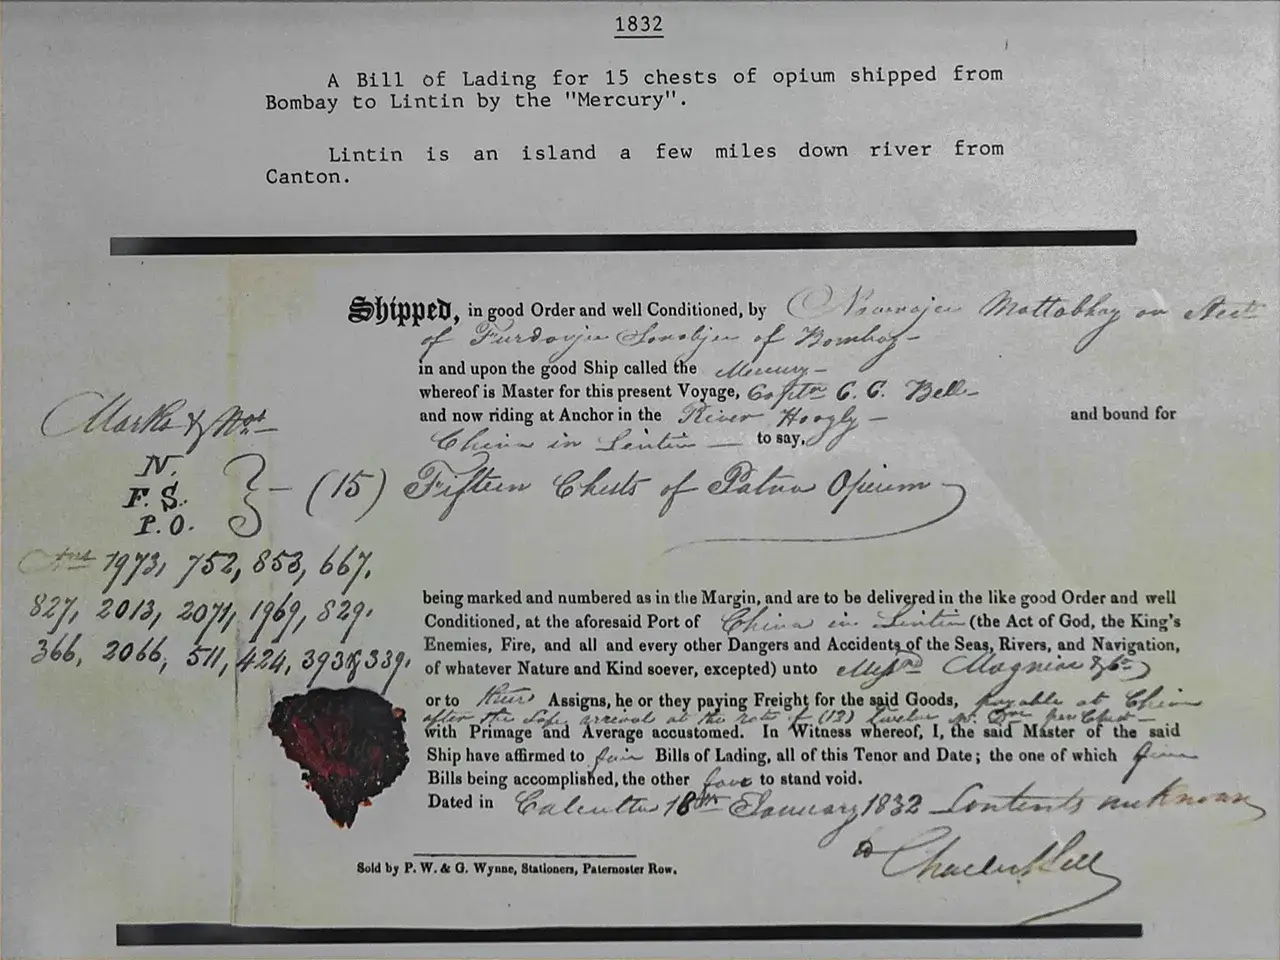 1832
A Bill of Lading for 15 chests of opium shipped from
Bombay to Lintin by the "Mercury".
Lintin is an island a few miles down river from
Canton.
Shipped, in good Order and well Conditioned, by Nowrojee Mottabhoy on Acct
of Furdonjee Sorabjee of Bombay
in and upon the good Ship called the Mercury
whereof is Master for this present Voyage, Captn C. C. Bell
and now riding at Anchor in the River Hoogly and bound for
China in Lintin to say,
Marks & Nos
N.
F. S. (15) Fifteen Chests of Patna Opium
P.O.
1973, 752, 853, 667.
827, 2013, 2071, 1969, 829.
366, 2066, 511, 424, 393 & 339.
being marked and numbered as in the Margin, and are to be delivered in the like good Order and well
Conditioned, at the aforesaid Port of China in Lintin (the Act of God, the King's
Enemies, Fire, and all and every other Dangers and Accidents of the Seas, Rivers, and Navigation,
of whatever Nature and Kind soever, excepted) unto Messrs Magniac & Co
or to their Assigns, he or they paying Freight for the said Goods, payable at China
after the safe arrival at the rate of (12) twelve per Chest
with Primage and Average accustomed. In Witness whereof, I, the said Master of the said
Ship have affirmed to Bills of Lading, all of this Tenor and Date; the one of which
Bills being accomplished, the other to stand void.
Dated in Calcutta 18th January 1832 Contents unknown
Charles Bell
Sold by P. W. & G. Wynne, Stationers, Paternoster Row.